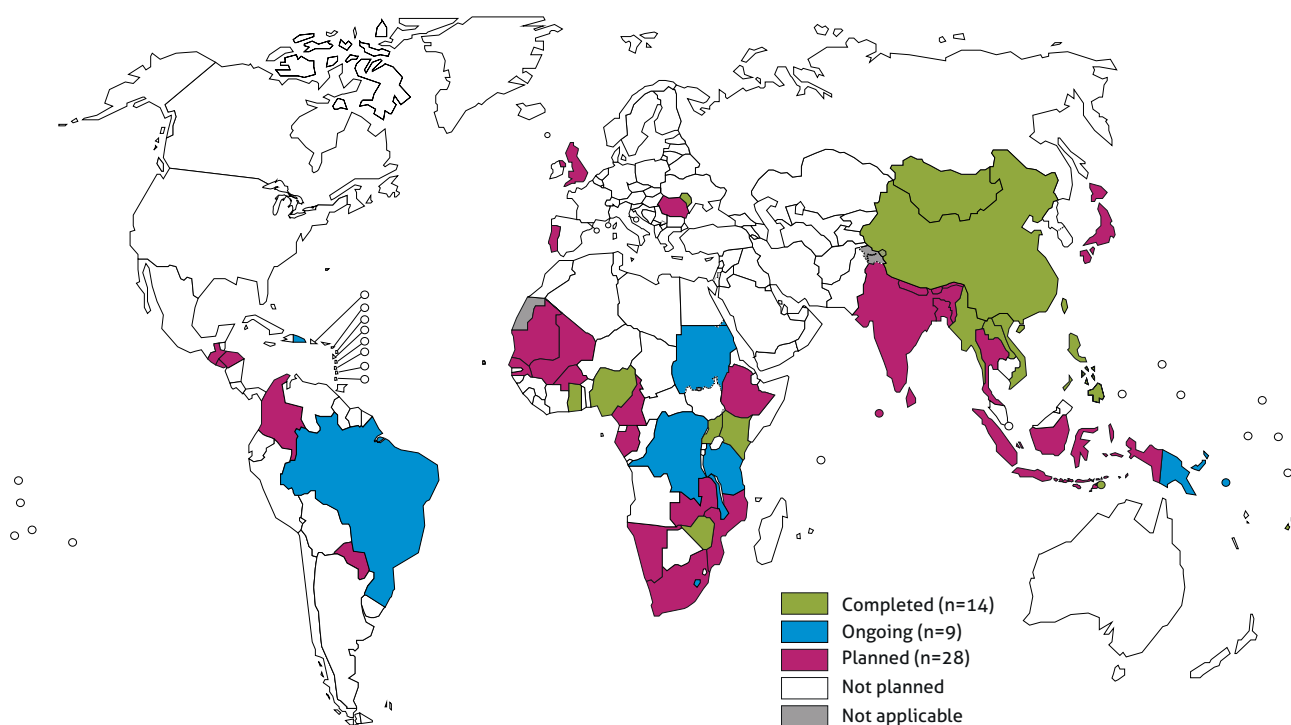 Completed (n=14)
Ongoing (n=9)
Planned (n=28)
Not planned
Not applicable